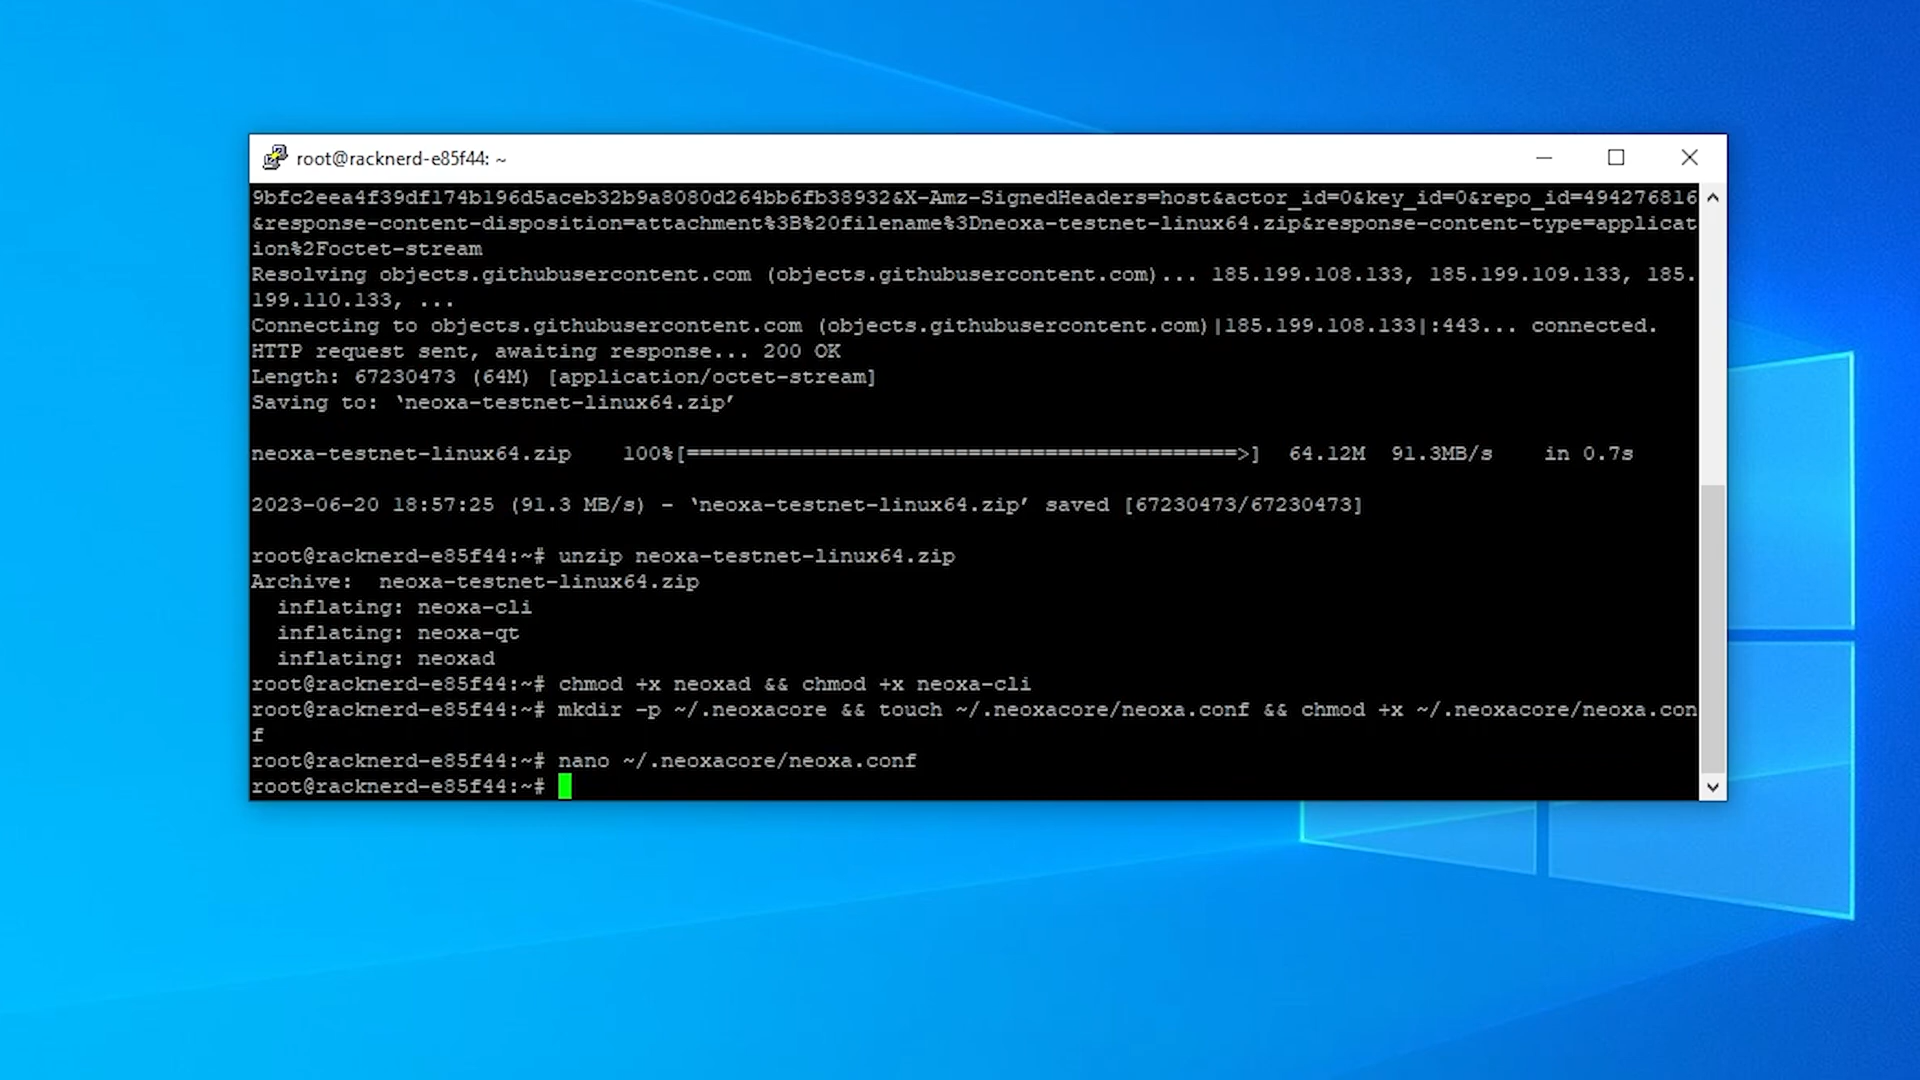 root@racknerd-e85f44: ~
9bfc2eea4f39df174b196d5aceb32b9a8080d264bb6fb38932&X-Amz-SignedHeaders=host&actor_id=0&key_id=0&repo_id=494276816
&response-content-disposition=attachment%3B%20filename%3Dneoxa-testnet-linux64.zip&response-content-type=applicat
ion%2Foctet-stream
Resolving objects.githubusercontent.com (objects.githubusercontent.com)... 185.199.108.133, 185.199.109.133, 185.
199.110.133, ...
Connecting to objects.githubusercontent.com (objects.githubusercontent.com)|185.199.108.133|:443... connected.
HTTP request sent, awaiting response... 200 OK
Length: 67230473 (64M) [application/octet-stream]
Saving to: ‘neoxa-testnet-linux64.zip’
neoxa-testnet-linux64.zip    100%[===========================================>]  64.12M  91.3MB/s    in 0.7s
2023-06-20 18:57:25 (91.3 MB/s) - ‘neoxa-testnet-linux64.zip’ saved [67230473/67230473]
root@racknerd-e85f44:~# unzip neoxa-testnet-linux64.zip
Archive:  neoxa-testnet-linux64.zip
  inflating: neoxa-cli
  inflating: neoxa-qt
  inflating: neoxad
root@racknerd-e85f44:~# chmod +x neoxad && chmod +x neoxa-cli
root@racknerd-e85f44:~# mkdir -p ~/.neoxacore && touch ~/.neoxacore/neoxa.conf && chmod +x ~/.neoxacore/neoxa.con
f
root@racknerd-e85f44:~# nano ~/.neoxacore/neoxa.conf
root@racknerd-e85f44:~#